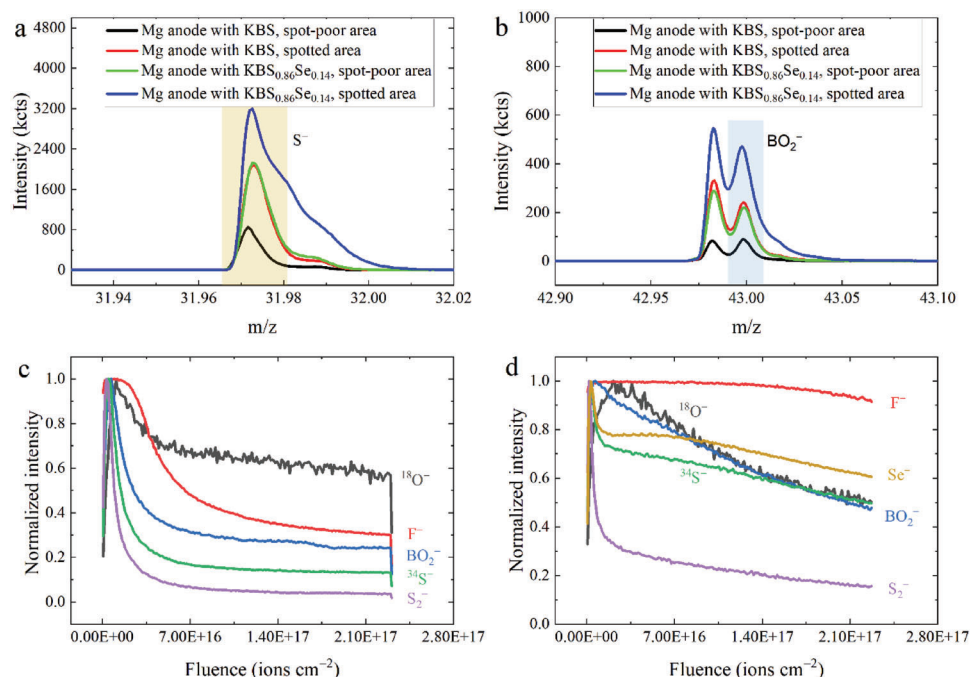 a
Mg anode with KBS, spot-poor area
Mg anode with KBS, spotted area
Mg anode with KBS₀.₈₆Se₀.₁₄, spot-poor area
Mg anode with KBS₀.₈₆Se₀.₁₄, spotted area
S⁻
4800
4000
3200
2400
1600
800
0
Intensity (kcts)
31.94 31.96 31.98 32.00 32.02
m/z
b
Mg anode with KBS, spot-poor area
Mg anode with KBS, spotted area
Mg anode with KBS₀.₈₆Se₀.₁₄, spot-poor area
Mg anode with KBS₀.₈₆Se₀.₁₄, spotted area
BO₂⁻
1000
800
600
400
200
0
Intensity (kcts)
42.90 42.95 43.00 43.05 43.10
m/z
c
1.0
0.8
0.6
0.4
0.2
0.0
Normalized intensity
¹⁸O⁻
F⁻
BO₂⁻
³⁴S⁻
S₂⁻
0.00E+00 7.00E+16 1.40E+17 2.10E+17 2.80E+17
Fluence (ions cm⁻²)
d
1.0
0.8
0.6
0.4
0.2
0.0
Normalized intensity
F⁻
¹⁸O⁻
Se⁻
³⁴S⁻
BO₂⁻
S₂⁻
0.00E+00 7.00E+16 1.40E+17 2.10E+17 2.80E+17
Fluence (ions cm⁻²)